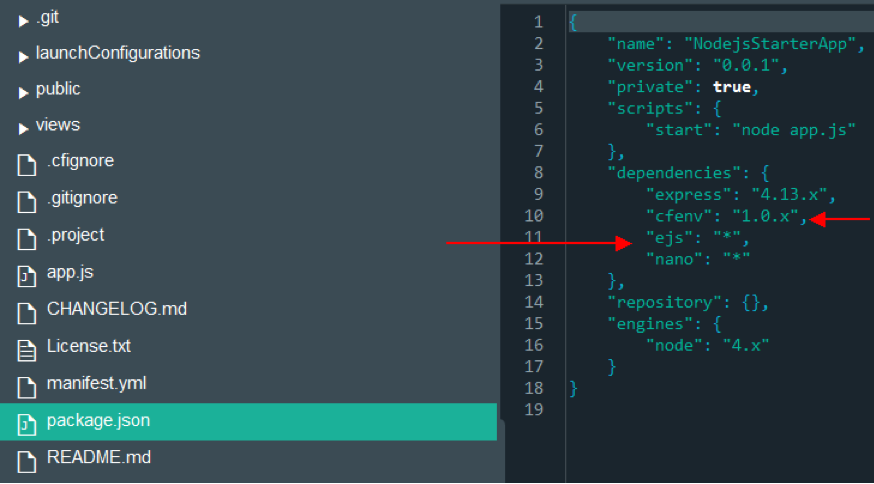 .git
launchConfigurations
public
views
.cfignore
.gitignore
.project
app.js
CHANGELOG.md
License.txt
manifest.yml
package.json
README.md
1 {
2 "name": "NodejsStarterApp",
3 "version": "0.0.1",
4 "private": true,
5 "scripts": {
6 "start": "node app.js"
7 },
8 "dependencies": {
9 "express": "4.13.x",
10 "cfenv": "1.0.x",
11 "ejs": "*",
12 "nano": "*"
13 },
14 "repository": {},
15 "engines": {
16 "node": "4.x"
17 }
18 }
19